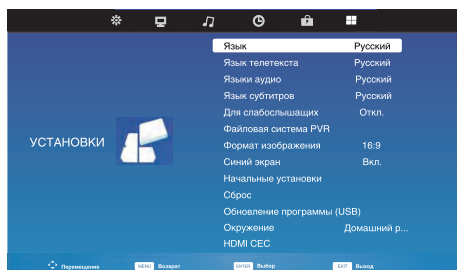 Язык Русский
Язык телетекста Русский
Языки аудио Русский
Язык субтитров Русский
Для слабослышащих Откл.
Файловая система PVR
УСТАНОВКИ
Формат изображения 16:9
Синий экран Вкл.
Начальные установки
Сброс
Обновление программы (USB)
Окружение Домашний р...
HDMI CEC
Перемещение MENU Возврат ENTER Выбор EXIT Выход